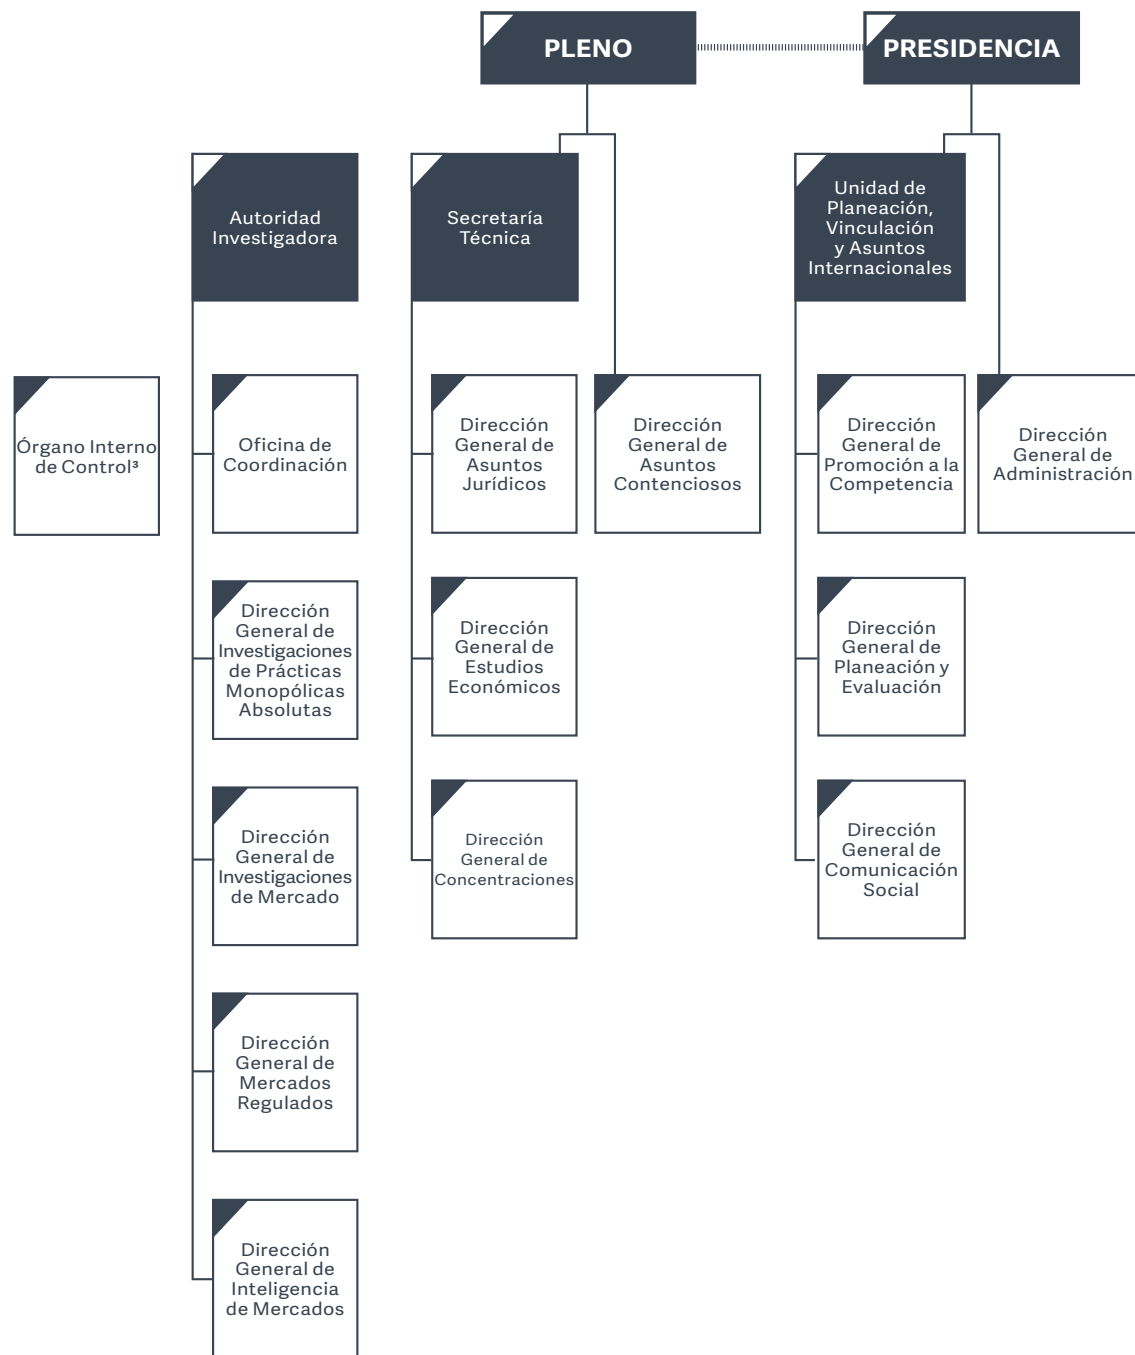 PLENO
PRESIDENCIA
Autoridad
Investigadora
Secretaría
Técnica
Unidad de
Planeación,
Vinculación
y Asuntos
Internacionales
Órgano Interno
de Control³
Oficina de
Coordinación
Dirección
General de
Asuntos
Jurídicos
Dirección
General de
Asuntos
Contenciosos
Dirección
General de
Promoción a la
Competencia
Dirección
General de
Administración
Dirección
General de
Investigaciones
de Prácticas
Monopólicas
Absolutas
Dirección
General de
Estudios
Económicos
Dirección
General de
Planeación y
Evaluación
Dirección
General de
Investigaciones
de Mercado
Dirección
General de
Concentraciones
Dirección
General de
Comunicación
Social
Dirección
General de
Mercados
Regulados
Dirección
General de
Inteligencia
de Mercados